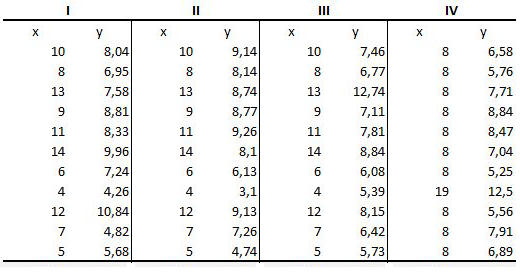 I II III IV
x y x y x y x y
10 8,04 10 9,14 10 7,46 8 6,58
8 6,95 8 8,14 8 6,77 8 5,76
13 7,58 13 8,74 13 12,74 8 7,71
9 8,81 9 8,77 9 7,11 8 8,84
11 8,33 11 9,26 11 7,81 8 8,47
14 9,96 14 8,1 14 8,84 8 7,04
6 7,24 6 6,13 6 6,08 8 5,25
4 4,26 4 3,1 4 5,39 19 12,5
12 10,84 12 9,13 12 8,15 8 5,56
7 4,82 7 7,26 7 6,42 8 7,91
5 5,68 5 4,74 5 5,73 8 6,89